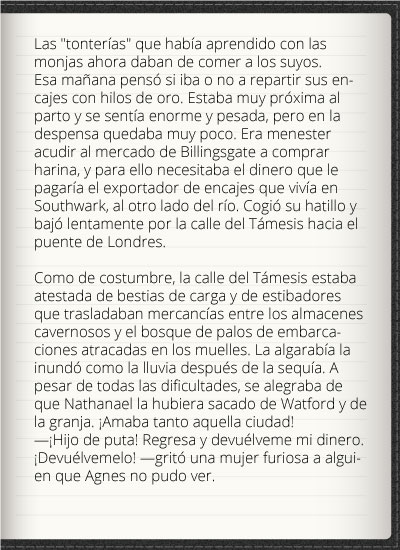 Las "tonterías" que había aprendido con las
monjas ahora daban de comer a los suyos.
Esa mañana pensó si iba o no a repartir sus en-
cajes con hilos de oro. Estaba muy próxima al
parto y se sentía enorme y pesada, pero en la
despensa quedaba muy poco. Era menester
acudir al mercado de Billingsgate a comprar
harina, y para ello necesitaba el dinero que le
pagaría el exportador de encajes que vivía en
Southwark, al otro lado del río. Cogió su hatillo y
bajó lentamente por la calle del Támesis hacia el
puente de Londres.

Como de costumbre, la calle del Támesis estaba
atestada de bestias de carga y de estibadores
que trasladaban mercancías entre los almacenes
cavernosos y el bosque de palos de embarca-
ciones atracadas en los muelles. La algarabía la
inundó como la lluvia después de la sequía. A
pesar de todas las dificultades, se alegraba de
que Nathanael la hubiera sacado de Watford y de
la granja. ¡Amaba tanto aquella ciudad!
—¡Hijo de puta! Regresa y devuélveme mi dinero.
¡Devuélvemelo! —gritó una mujer furiosa a algui-
en que Agnes no pudo ver.